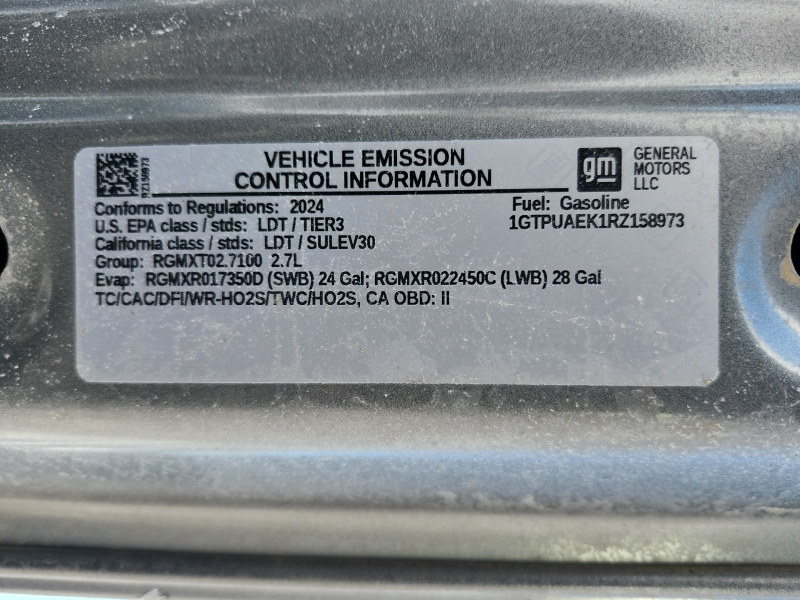 VEHICLE EMISSION
CONTROL INFORMATION
gm
GENERAL
MOTORS
LLC
RZ158973
Conforms to Regulations: 2024
Fuel: Gasoline
U.S. EPA class / stds: LDT / TIER3
1GTPUAEK1RZ158973
California class / stds: LDT / SULEV30
Group: RGMXT02.7100 2.7L
Evap: RGMXR017350D (SWB) 24 Gal; RGMXR022450C (LWB) 28 Gal
TC/CAC/DFI/WR-HO2S/TWC/HO2S, CA OBD: II